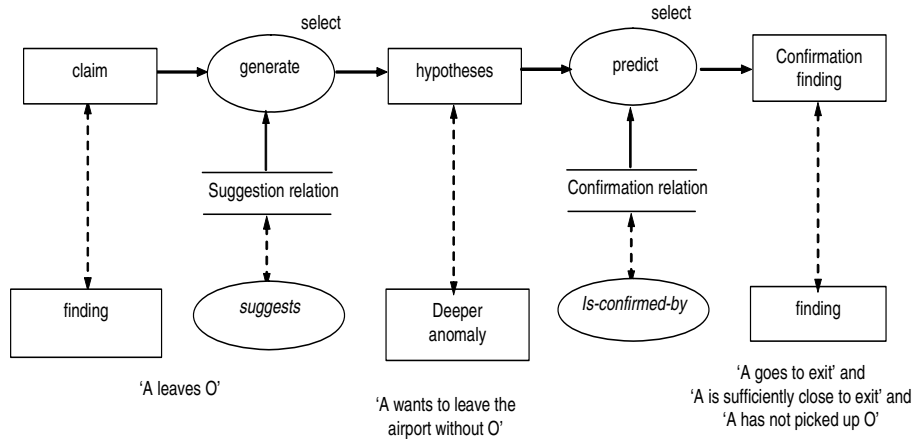 select
select
claim
generate
hypotheses
predict
Confirmation
finding
Suggestion relation
Confirmation relation
finding
suggests
Deeper
anomaly
Is-confirmed-by
finding
'A leaves O'
'A wants to leave the
airport without O'
'A goes to exit' and
'A is sufficiently close to exit' and
'A has not picked up O'